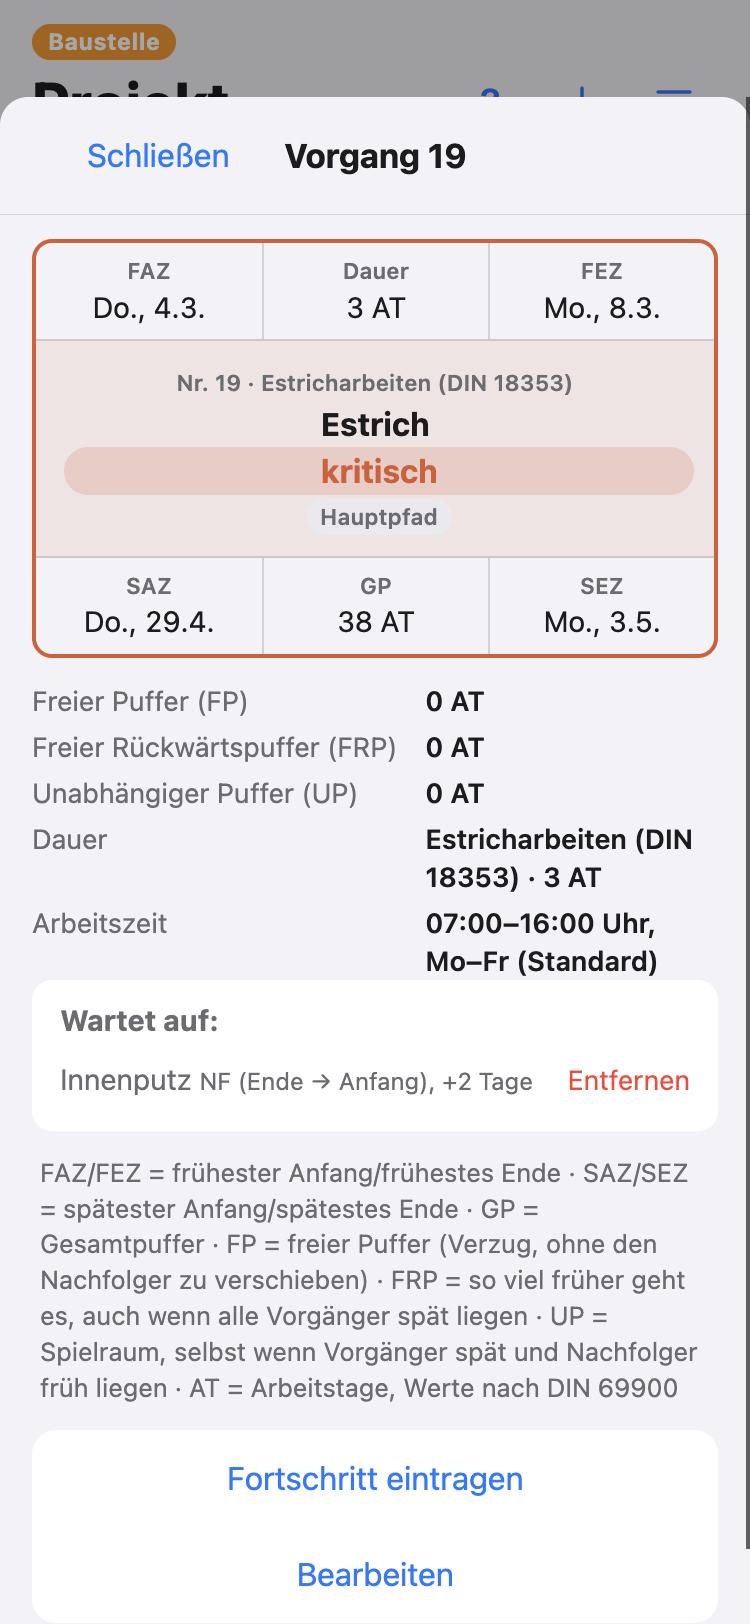 Baustelle
Projekt
Schließen
Vorgang 19
FAZ
Do., 4.3.
Dauer
3 AT
FEZ
Mo., 8.3.
Nr. 19 · Estricharbeiten (DIN 18353)
Estrich
kritisch
Hauptpfad
SAZ
Do., 29.4.
GP
38 AT
SEZ
Mo., 3.5.
Freier Puffer (FP)
0 AT
Freier Rückwärtspuffer (FRP)
0 AT
Unabhängiger Puffer (UP)
0 AT
Dauer
Estricharbeiten (DIN
18353) · 3 AT
Arbeitszeit
07:00–16:00 Uhr,
Mo–Fr (Standard)
Wartet auf:
Innenputz NF (Ende → Anfang), +2 Tage
Entfernen
FAZ/FEZ = frühester Anfang/frühestes Ende · SAZ/SEZ
= spätester Anfang/spätestes Ende · GP =
Gesamtpuffer · FP = freier Puffer (Verzug, ohne den
Nachfolger zu verschieben) · FRP = so viel früher geht
es, auch wenn alle Vorgänger spät liegen · UP =
Spielraum, selbst wenn Vorgänger spät und Nachfolger
früh liegen · AT = Arbeitstage, Werte nach DIN 69900
Fortschritt eintragen
Bearbeiten